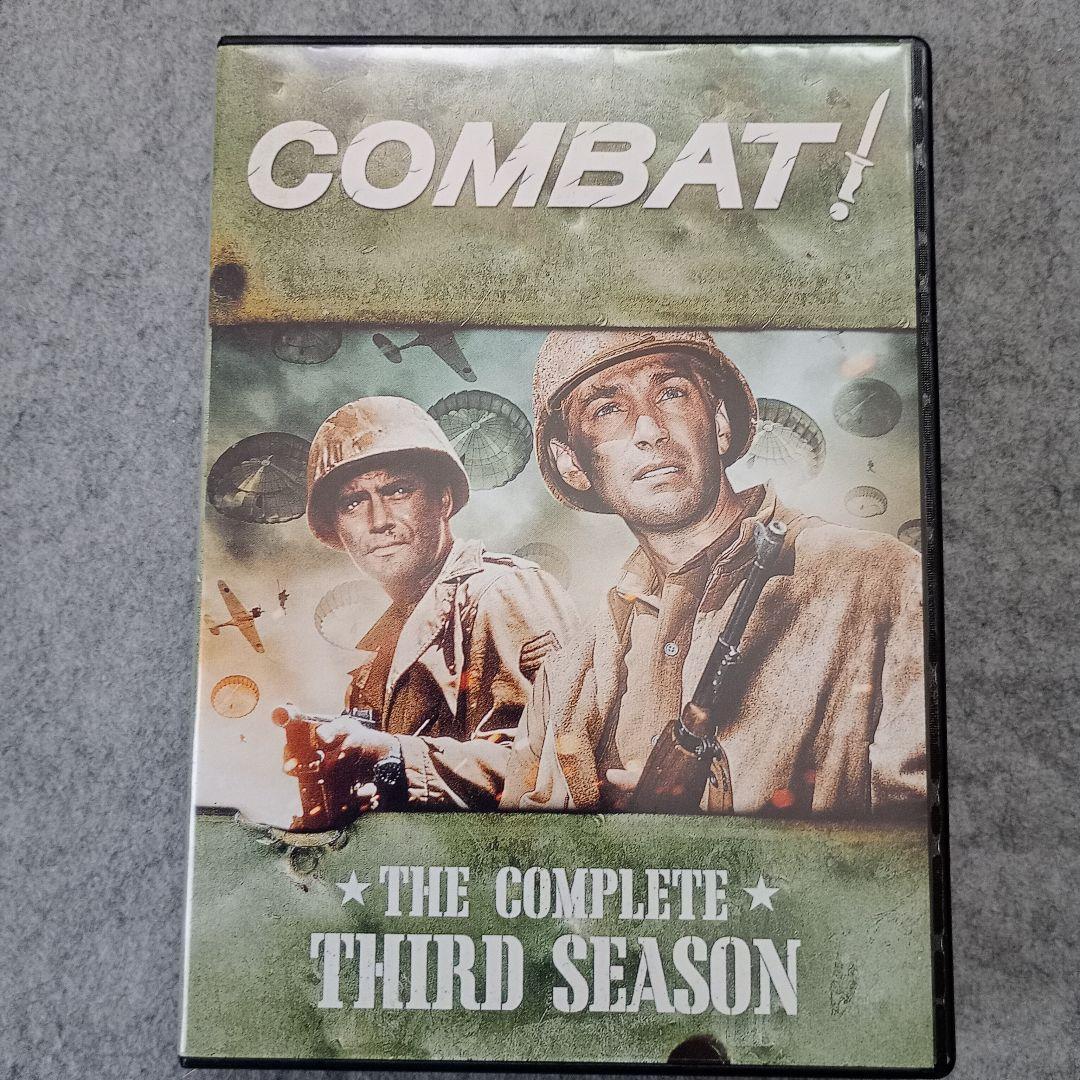 COMBAT!
★ THE COMPLETE ★
THIRD SEASON